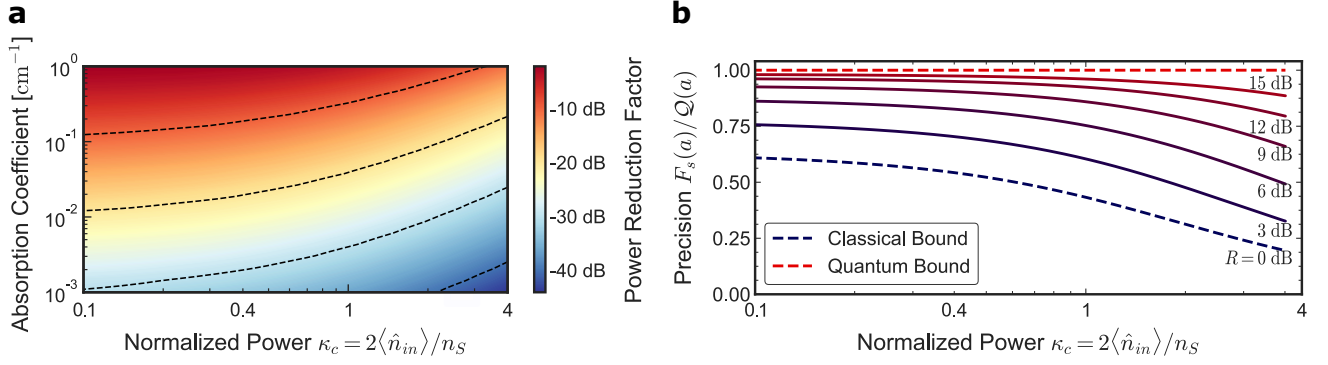 a
Absorption Coefficient [cm⁻¹]
10⁰
10⁻¹
10⁻²
10⁻³
0.1
0.4
1
4
Normalized Power κ_c = 2⟨n̂_in⟩/n_S
-10 dB
-20 dB
-30 dB
-40 dB
Power Reduction Factor
b
Precision F_s(a)/Q(a)
1.00
0.75
0.50
0.25
0.00
15 dB
12 dB
9 dB
6 dB
3 dB
R = 0 dB
Classical Bound
Quantum Bound
0.1
0.4
1
4
Normalized Power κ_c = 2⟨n̂_in⟩/n_S